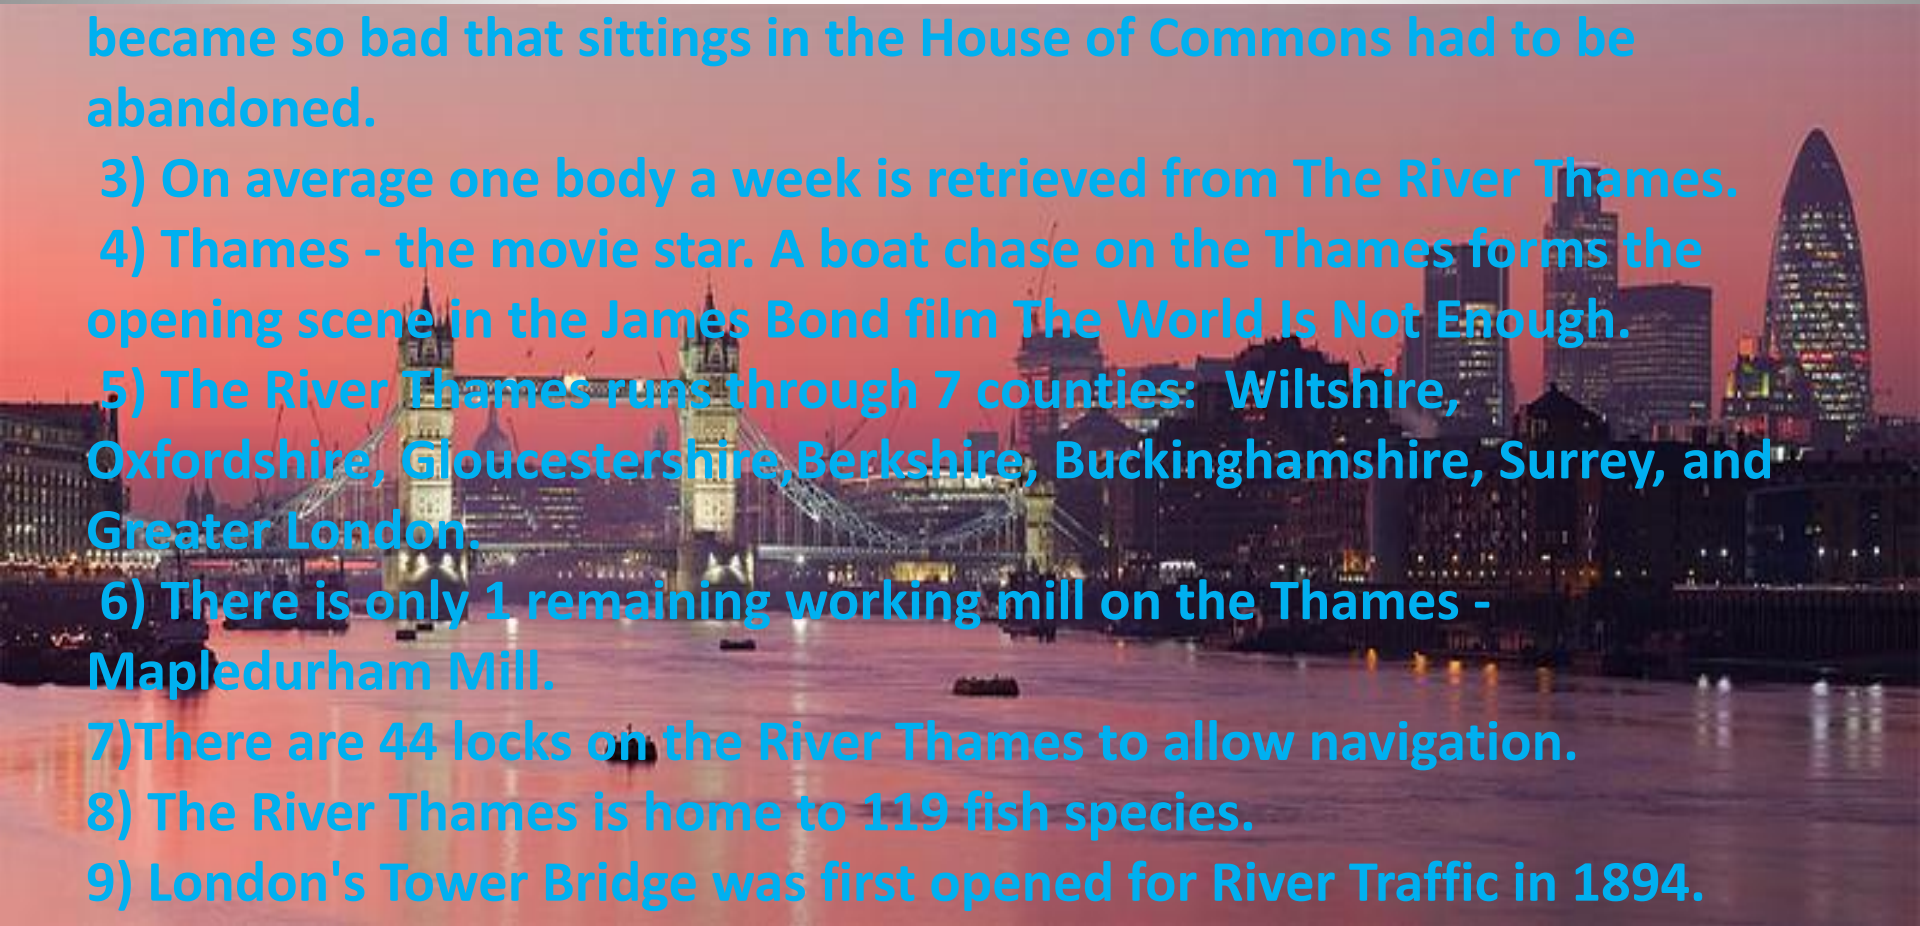 became so bad that sittings in the House of Commons had to be
abandoned.
3) On average one body a week is retrieved from The River Thames.
4) Thames - the movie star. A boat chase on the Thames forms the
opening scene in the James Bond film The World Is Not Enough.
5) The River Thames runs through 7 counties:  Wiltshire,
Oxfordshire, Gloucestershire,Berkshire, Buckinghamshire, Surrey, and
Greater London.
6) There is only 1 remaining working mill on the Thames -
Mapledurham Mill.
7)There are 44 locks on the River Thames to allow navigation.
8) The River Thames is home to 119 fish species.
9) London's Tower Bridge was first opened for River Traffic in 1894.